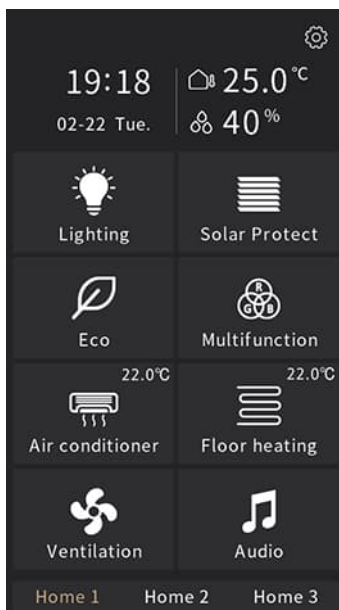 19:18
25.0 ℃
02-22 Tue.
40 %
Lighting
Solar Protect
Eco
R
G B
Multifunction
22.0℃
22.0℃
Air conditioner
Floor heating
Ventilation
Audio
Home 1 Home 2 Home 3